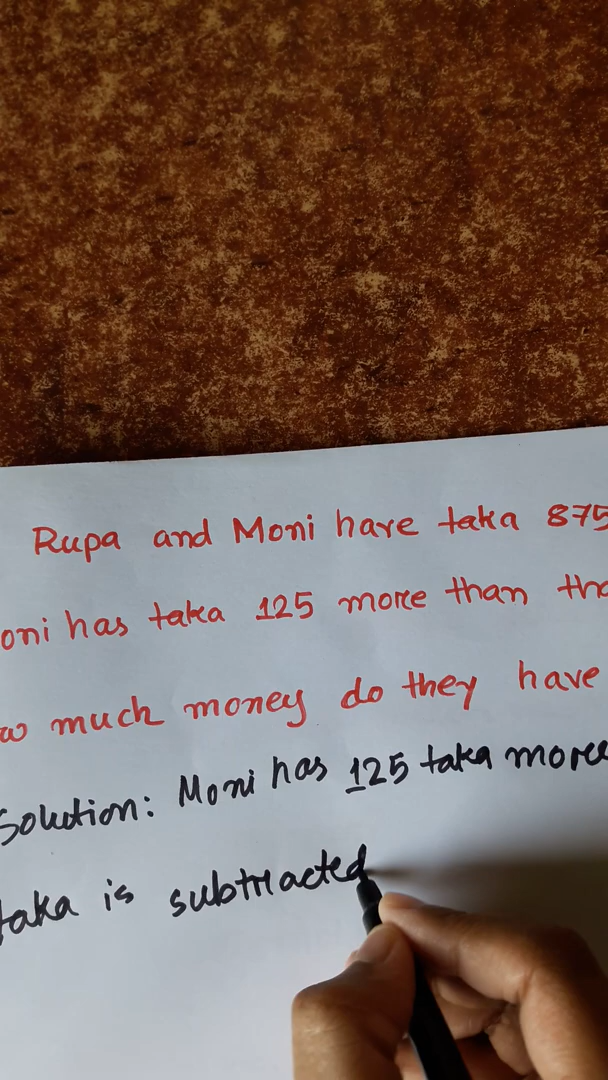 Rupa and Moni have taka 875
oni has taka 125 more than tha
w much money do they have
Solution: Moni has 125 taka more
taka is subtracted